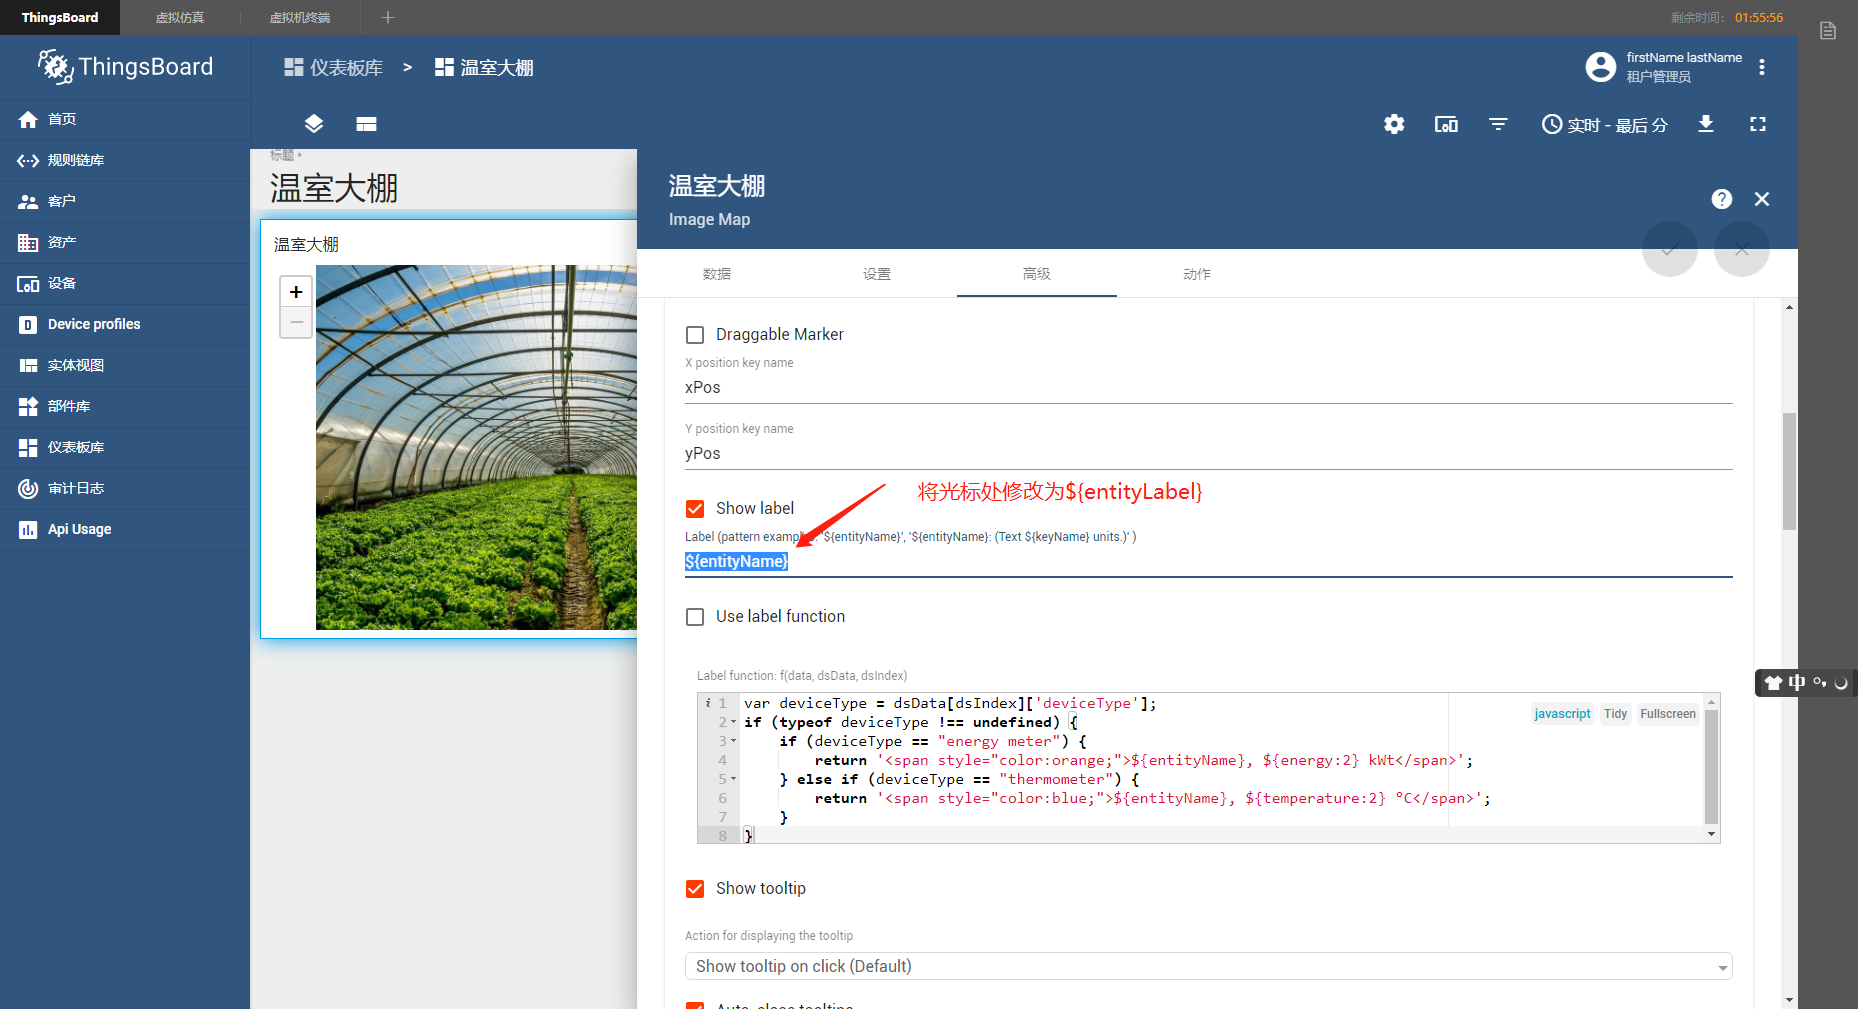 ThingsBoard
虚拟仿真
虚拟机终端
剩余时间：
01:55:56
ThingsBoard
仪表板库 > 温室大棚
firstName lastName
租户管理员
实时 - 最后 分
首页
规则链库
客户
资产
设备
Device profiles
实体视图
部件库
仪表板库
审计日志
Api Usage
标题 *
温室大棚
温室大棚
+
−
温室大棚
Image Map
数据
设置
高级
动作
Draggable Marker
X position key name
xPos
Y position key name
yPos
将光标处修改为${entityLabel}
Show label
Label (pattern examples: '${entityName}', '${entityName}: (Text ${keyName} units.)' )
${entityName}
Use label function
Label function: f(data, dsData, dsIndex)
javascript
Tidy
Fullscreen
1 var deviceType = dsData[dsIndex]['deviceType'];
2 if (typeof deviceType !== undefined) {
3 if (deviceType == "energy meter") {
4 return '<span style="color:orange;">${entityName}, ${energy:2} kWt</span>';
5 } else if (deviceType == "thermometer") {
6 return '<span style="color:blue;">${entityName}, ${temperature:2} °C</span>';
7 }
8 }
Show tooltip
Action for displaying the tooltip
Show tooltip on click (Default)
Auto-close tooltips
中